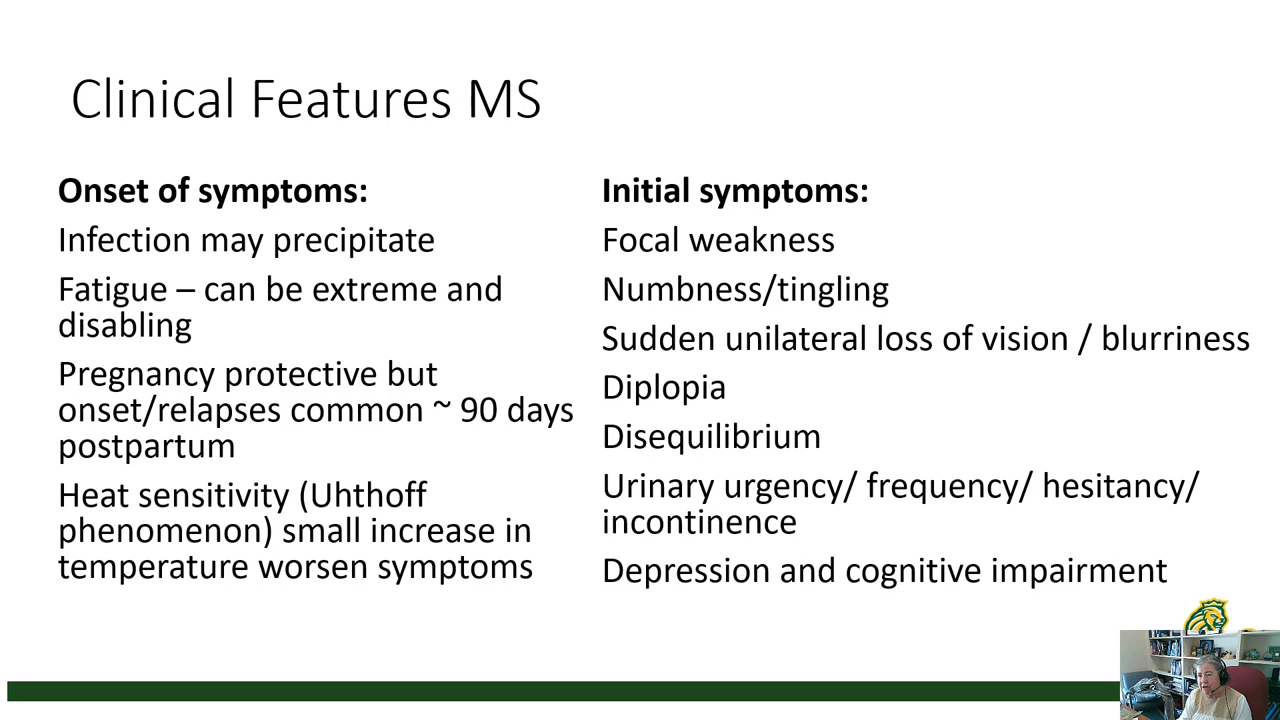 Clinical Features MS
Onset of symptoms:
Infection may precipitate
Fatigue – can be extreme and
disabling
Pregnancy protective but
onset/relapses common ~ 90 days
postpartum
Heat sensitivity (Uhthoff
phenomenon) small increase in
temperature worsen symptoms
Initial symptoms:
Focal weakness
Numbness/tingling
Sudden unilateral loss of vision / blurriness
Diplopia
Disequilibrium
Urinary urgency/ frequency/ hesitancy/
incontinence
Depression and cognitive impairment